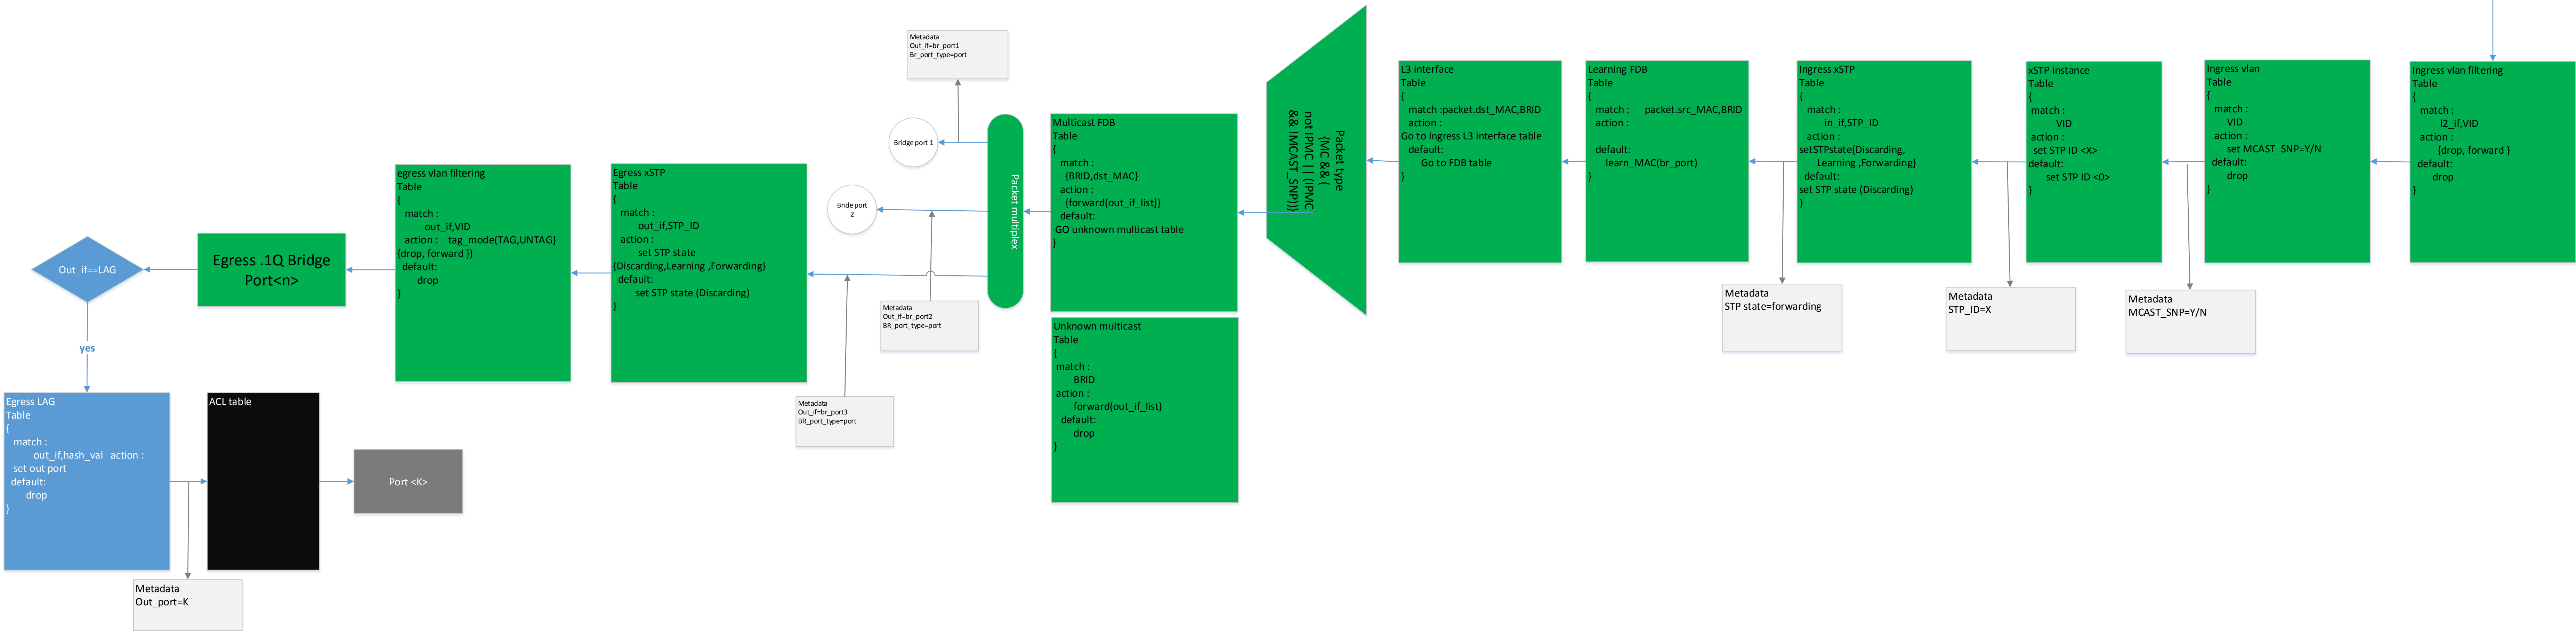 Metadata
Out_if=br_port1
Br_port_type=port
Bridge port 1
Bride port
2
Packet multiplex
Metadata
Out_if=br_port2
BR_port_type=port
Metadata
Out_if=br_port3
BR_port_type=port
Multicast FDB
Table
{
match :
{BRID,dst_MAC}
action :
{forward(out_if_list]}
default:
GO unknown multicast table
}
Unknown multicast
Table
{
match :
BRID
action :
forward(out_if_list)
default:
drop
}
Packet type
{MC && (
not IPMC || (IPMC
&& !MCAST_SNP))}
L3 interface
Table
{
match :packet.dst_MAC,BRID
action :
Go to Ingress L3 interface table
default:
Go to FDB table
}
Learning FDB
Table
{
match : packet.src_MAC,BRID
action :
default:
learn_MAC(br_port)
}
Ingress xSTP
Table
{
match :
in_if,STP_ID
action :
setSTPstate(Discarding,
Learning ,Forwarding}
default:
set STP state (Discarding)
}
xSTP instance
Table
{
match :
VID
action :
set STP ID <X>
default:
set STP ID <0>
}
Ingress vlan
Table
{
match :
VID
action :
set MCAST_SNP=Y/N
default:
drop
}
Ingress vlan filtering
Table
{
match :
l2_if,VID
action :
{drop, forward }
default:
drop
}
Metadata
STP state=forwarding
Metadata
STP_ID=X
Metadata
MCAST_SNP=Y/N
Egress xSTP
Table
{
match :
out_if,STP_ID
action :
set STP state
{Discarding,Learning ,Forwarding}
default:
set STP state (Discarding)
}
egress vlan filtering
Table
{
match :
out_if,VID
action : tag_mode(TAG,UNTAG}
{drop, forward })
default:
drop
}
Egress .1Q Bridge
Port<n>
Out_if==LAG
yes
Egress LAG
Table
{
match :
out_if,hash_val action :
set out port
default:
drop
}
ACL table
Port <K>
Metadata
Out_port=K